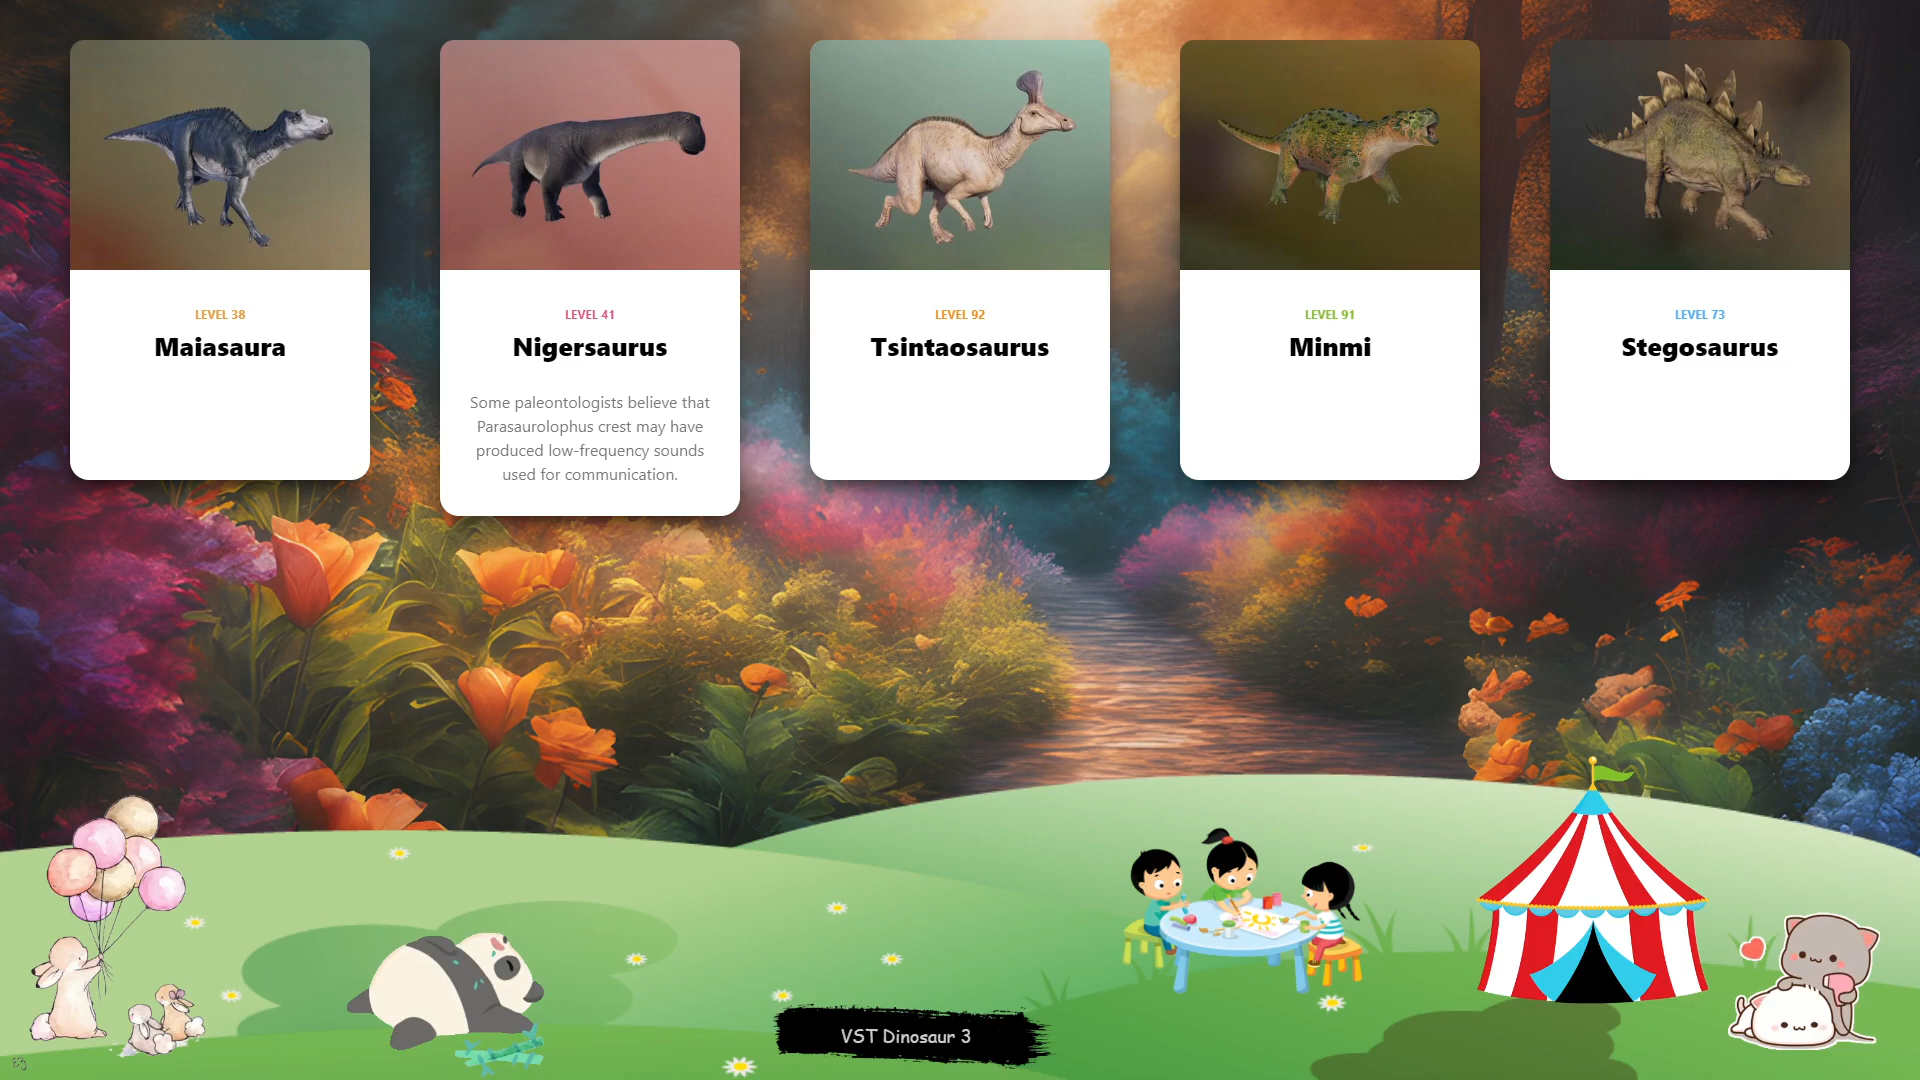 LEVEL 38
Maiasaura
LEVEL 41
Nigersaurus
Some paleontologists believe that
Parasaurolophus crest may have
produced low-frequency sounds
used for communication.
LEVEL 92
Tsintaosaurus
LEVEL 91
Minmi
LEVEL 73
Stegosaurus
VST Dinosaur 3